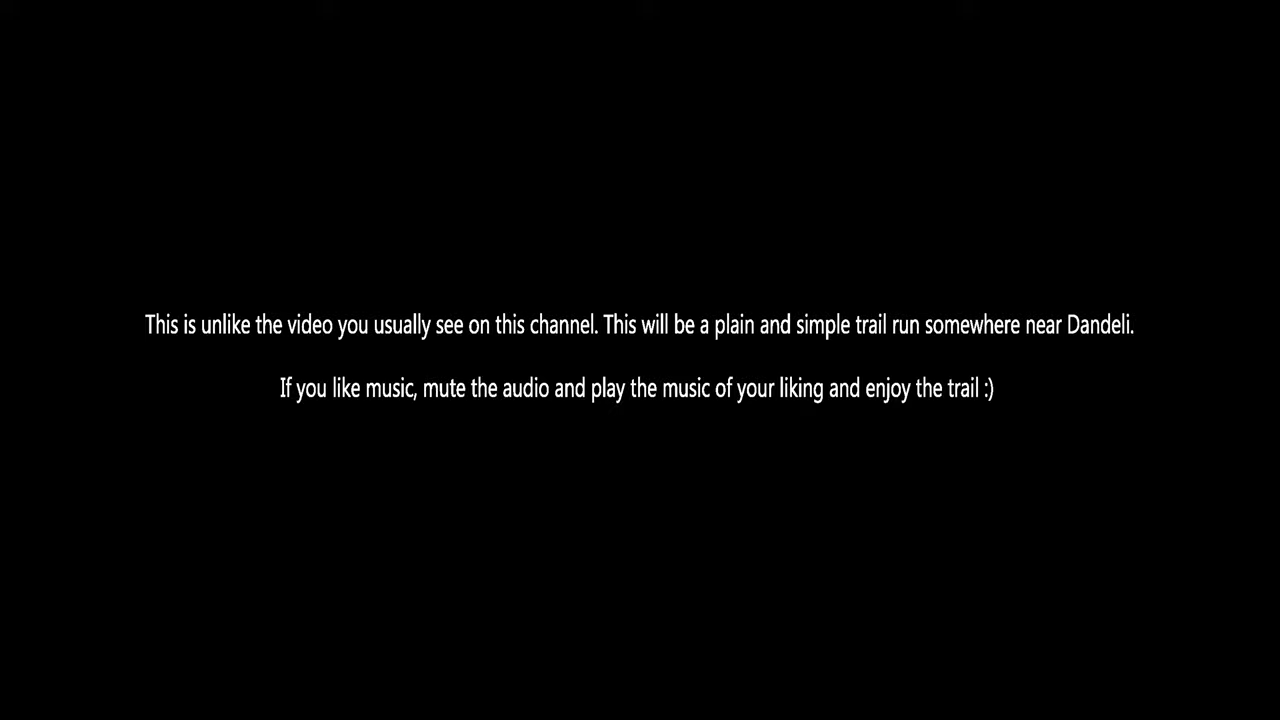 This is unlike the video you usually see on this channel. This will be a plain and simple trail run somewhere near Dandeli.
If you like music, mute the audio and play the music of your liking and enjoy the trail :)